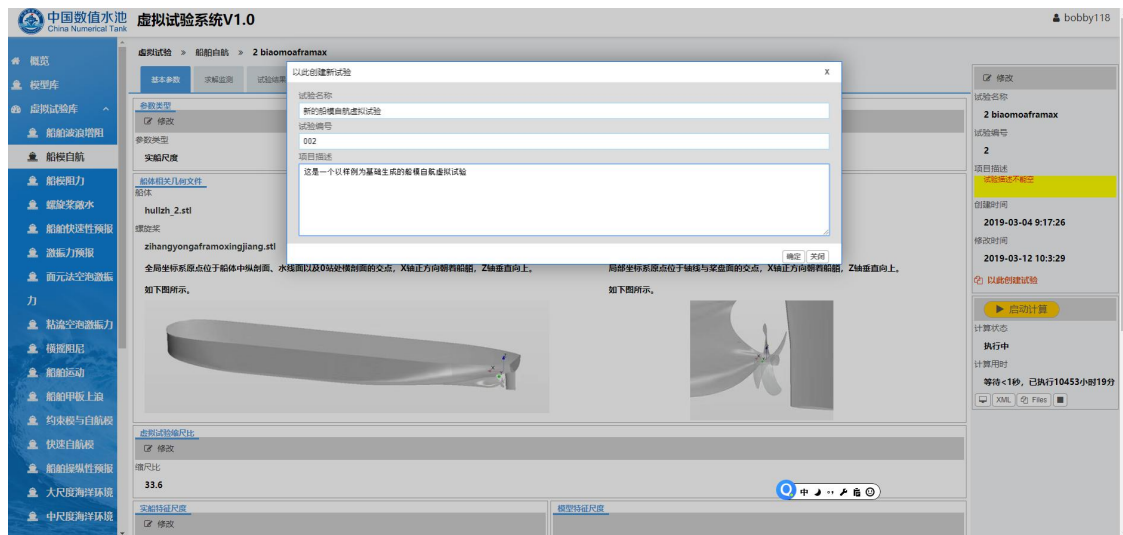 中国数值水池
China Numerical Tank
虚拟试验系统V1.0
bobby118
概览
模型库
虚拟试验库
船舶波浪增阻
船模自航
船模阻力
螺旋桨敞水
船舶快速性预报
激振力预报
面元法空泡激振
力
粘流空泡激振力
横摇阻尼
船舶运动
船舶甲板上浪
约束模与自航模
快速自航模
船舶操纵性预报
大尺度海洋环境
中尺度海洋环境
虚拟试验 » 船舶自航 » 2 biaomoaframax
基本参数 求解监测 试验结果
参数类型
修改
参数类型
实船尺度
船体相关几何文件
船体
hullzh_2.stl
螺旋桨
zihangyongaframoxingjiang.stl
全局坐标系原点位于船体中纵剖面、水线面以及0站处横剖面的交点，X轴正方向朝着船艏，Z轴垂直向上。
如下图所示。
局部坐标系原点位于轴线与桨盘面的交点，X轴正方向朝着船艏，Z轴垂直向上。
如下图所示。
虚拟试验缩尺比
修改
缩尺比
33.6
实船特征尺度
修改
模型特征尺度
以此创建新试验 x
试验名称
新的船模自航虚拟试验
试验编号
002
项目描述
这是一个以样例为基础生成的船模自航虚拟试验
确定 关闭
修改
试验名称
2 biaomoaframax
试验编号
2
项目描述
试验描述不能空
创建时间
2019-03-04 9:17:26
修改时间
2019-03-12 10:3:29
以此创建试验
启动计算
计算状态
执行中
计算用时
等待<1秒，已执行10453小时19分
XML Files
中